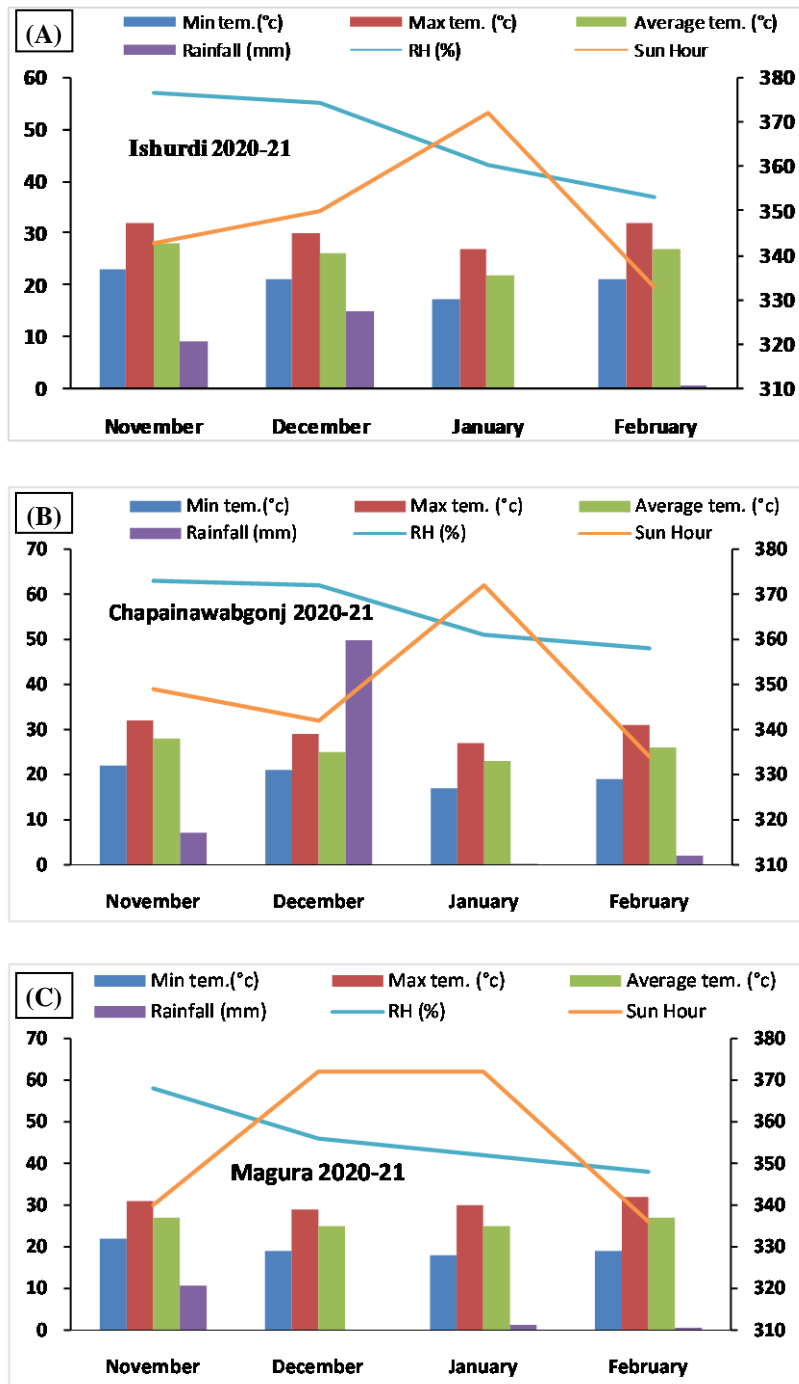 (A)
Min tem. (°c) Max tem. (°c) Average tem. (°c)
Rainfall (mm) RH (%) Sun Hour
60 380
50 370
40 360
30 350
20 340
10 330
0 320
310
Ishurdi 2020-21
November December January February
(B)
Min tem.(°c) Max tem. (°c) Average tem. (°c)
Rainfall (mm) RH (%) Sun Hour
70 380
60 370
50 360
40 350
30 340
20 330
10 320
0 310
Chapainawabgonj 2020-21
November December January February
(C)
Min tem.(°c) Max tem. (°c) Average tem. (°c)
Rainfall (mm) RH (%) Sun Hour
70 380
60 370
50 360
40 350
30 340
20 330
10 320
0 310
Magura 2020-21
November December January February